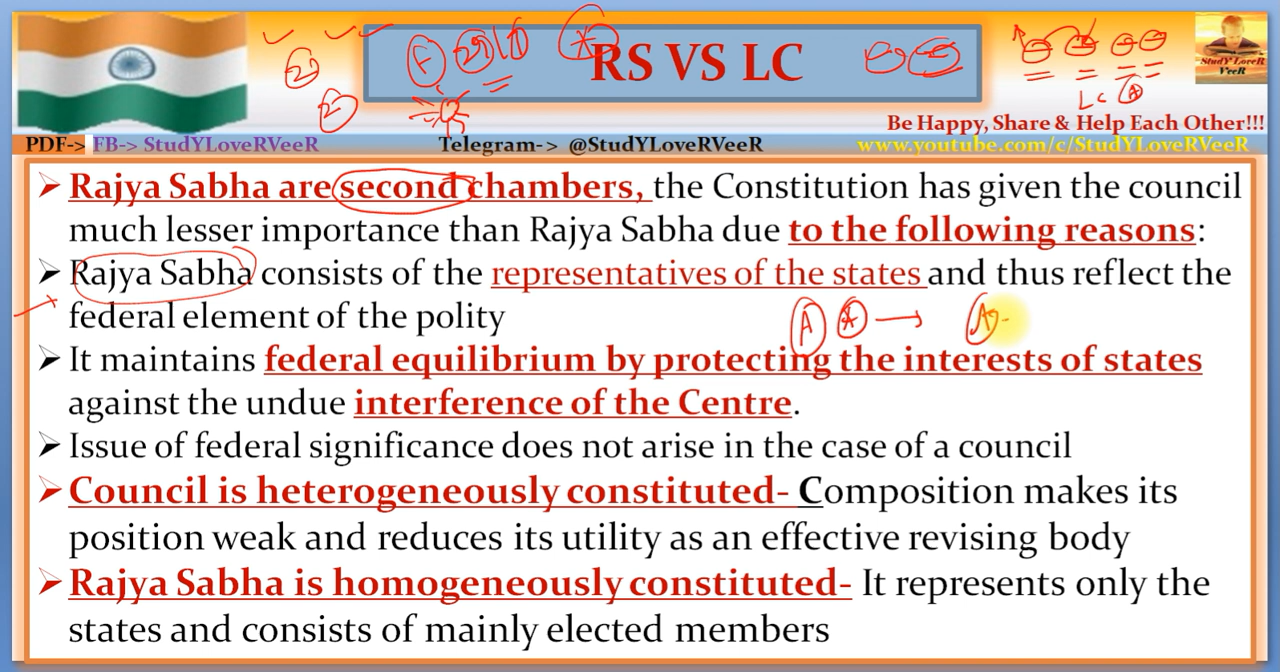 RS VS LC
StudY LoveR
VeeR
Be Happy, Share & Help Each Other!!!
PDF-> FB-> StudYLoveRVeeR Telegram-> @StudYLoveRVeeR www.youtube.com/c/StudYLoveRVeeR
➢ Rajya Sabha are second chambers, the Constitution has given the council
much lesser importance than Rajya Sabha due to the following reasons:
➢ Rajya Sabha consists of the representatives of the states and thus reflect the
federal element of the polity
➢ It maintains federal equilibrium by protecting the interests of states
against the undue interference of the Centre.
➢ Issue of federal significance does not arise in the case of a council
➢ Council is heterogeneously constituted- Composition makes its
position weak and reduces its utility as an effective revising body
➢ Rajya Sabha is homogeneously constituted- It represents only the
states and consists of mainly elected members